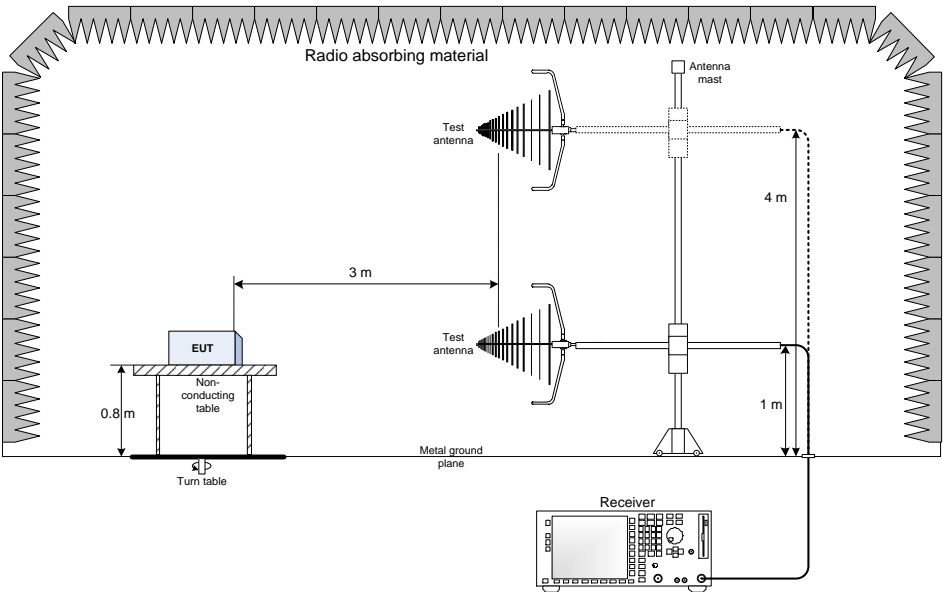 Radio absorbing material
Antenna
mast
Test
antenna
4 m
3 m
Test
antenna
EUT
Non-
conducting
table
0.8 m
1 m
Metal ground
plane
Turn table
Receiver